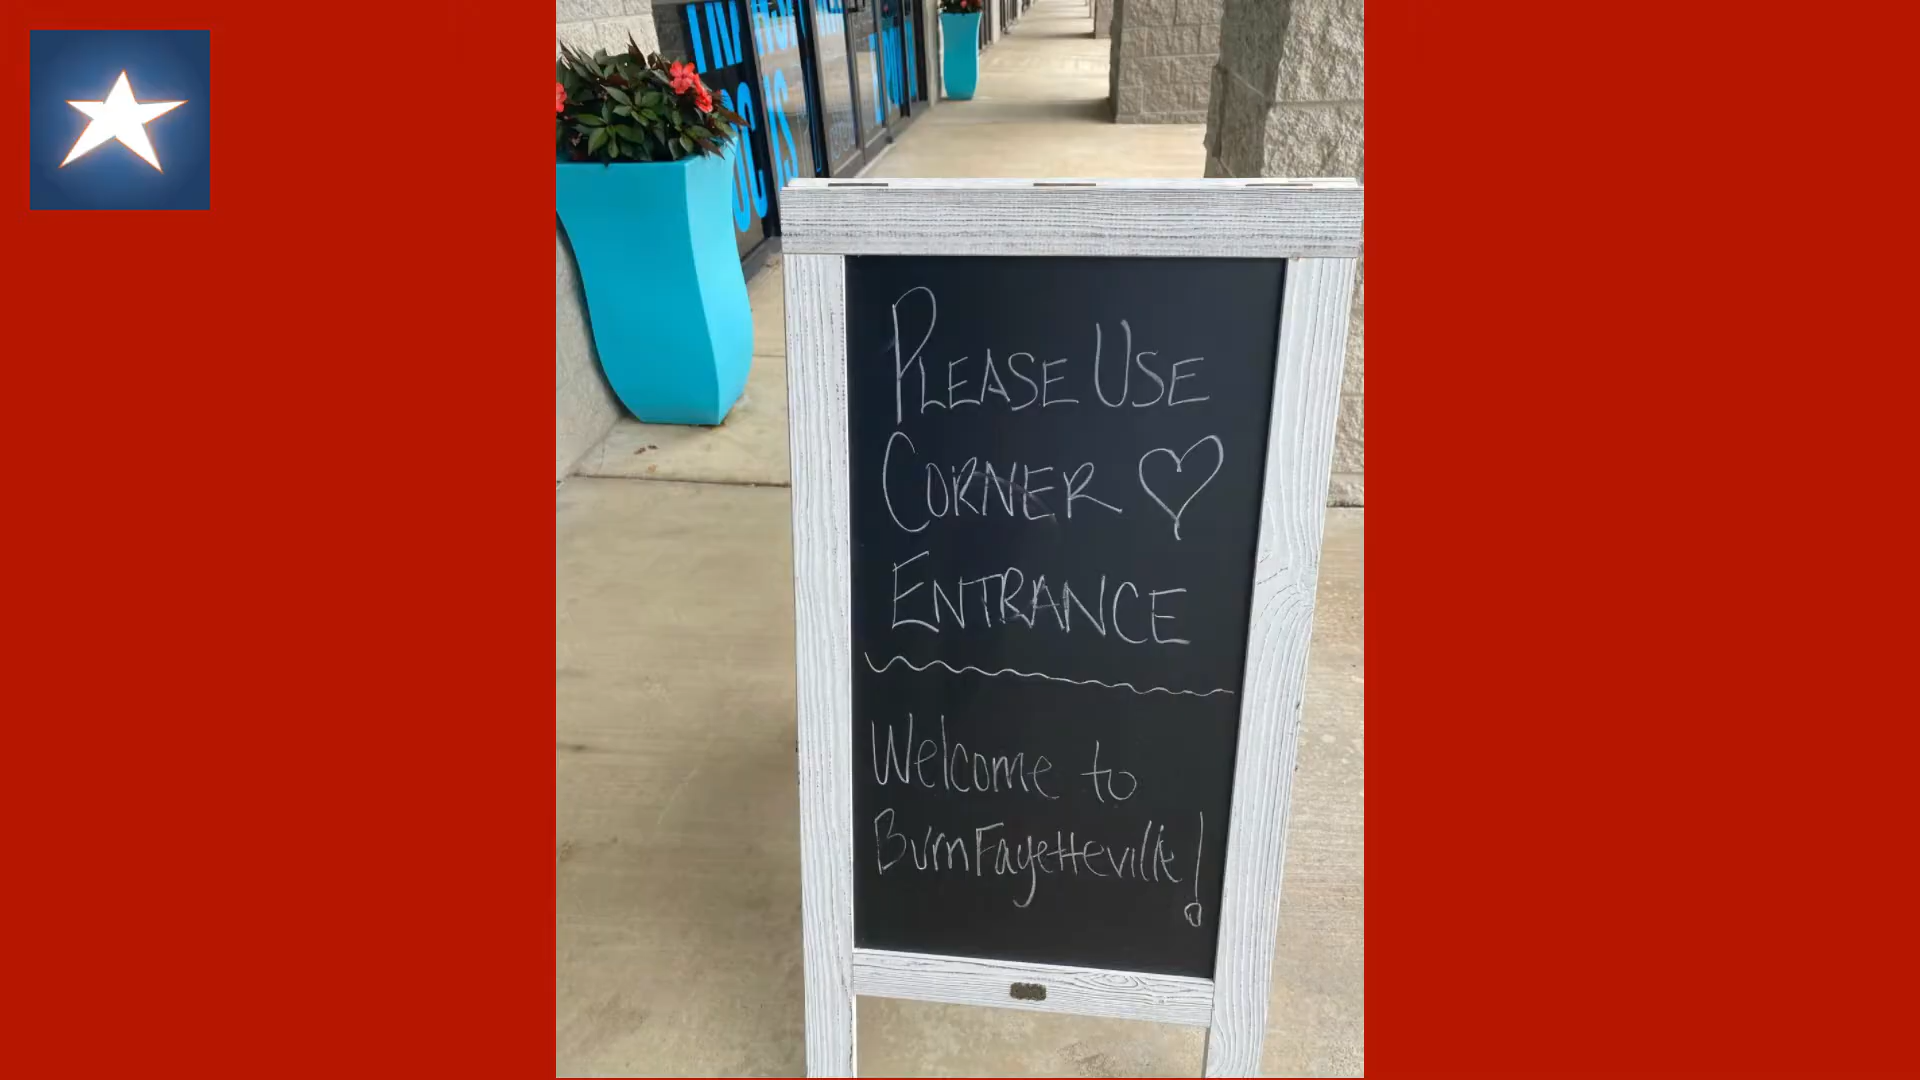 PLEASE USE
CORNER ♡
ENTRANCE
Welcome to
BurnFayetteville!